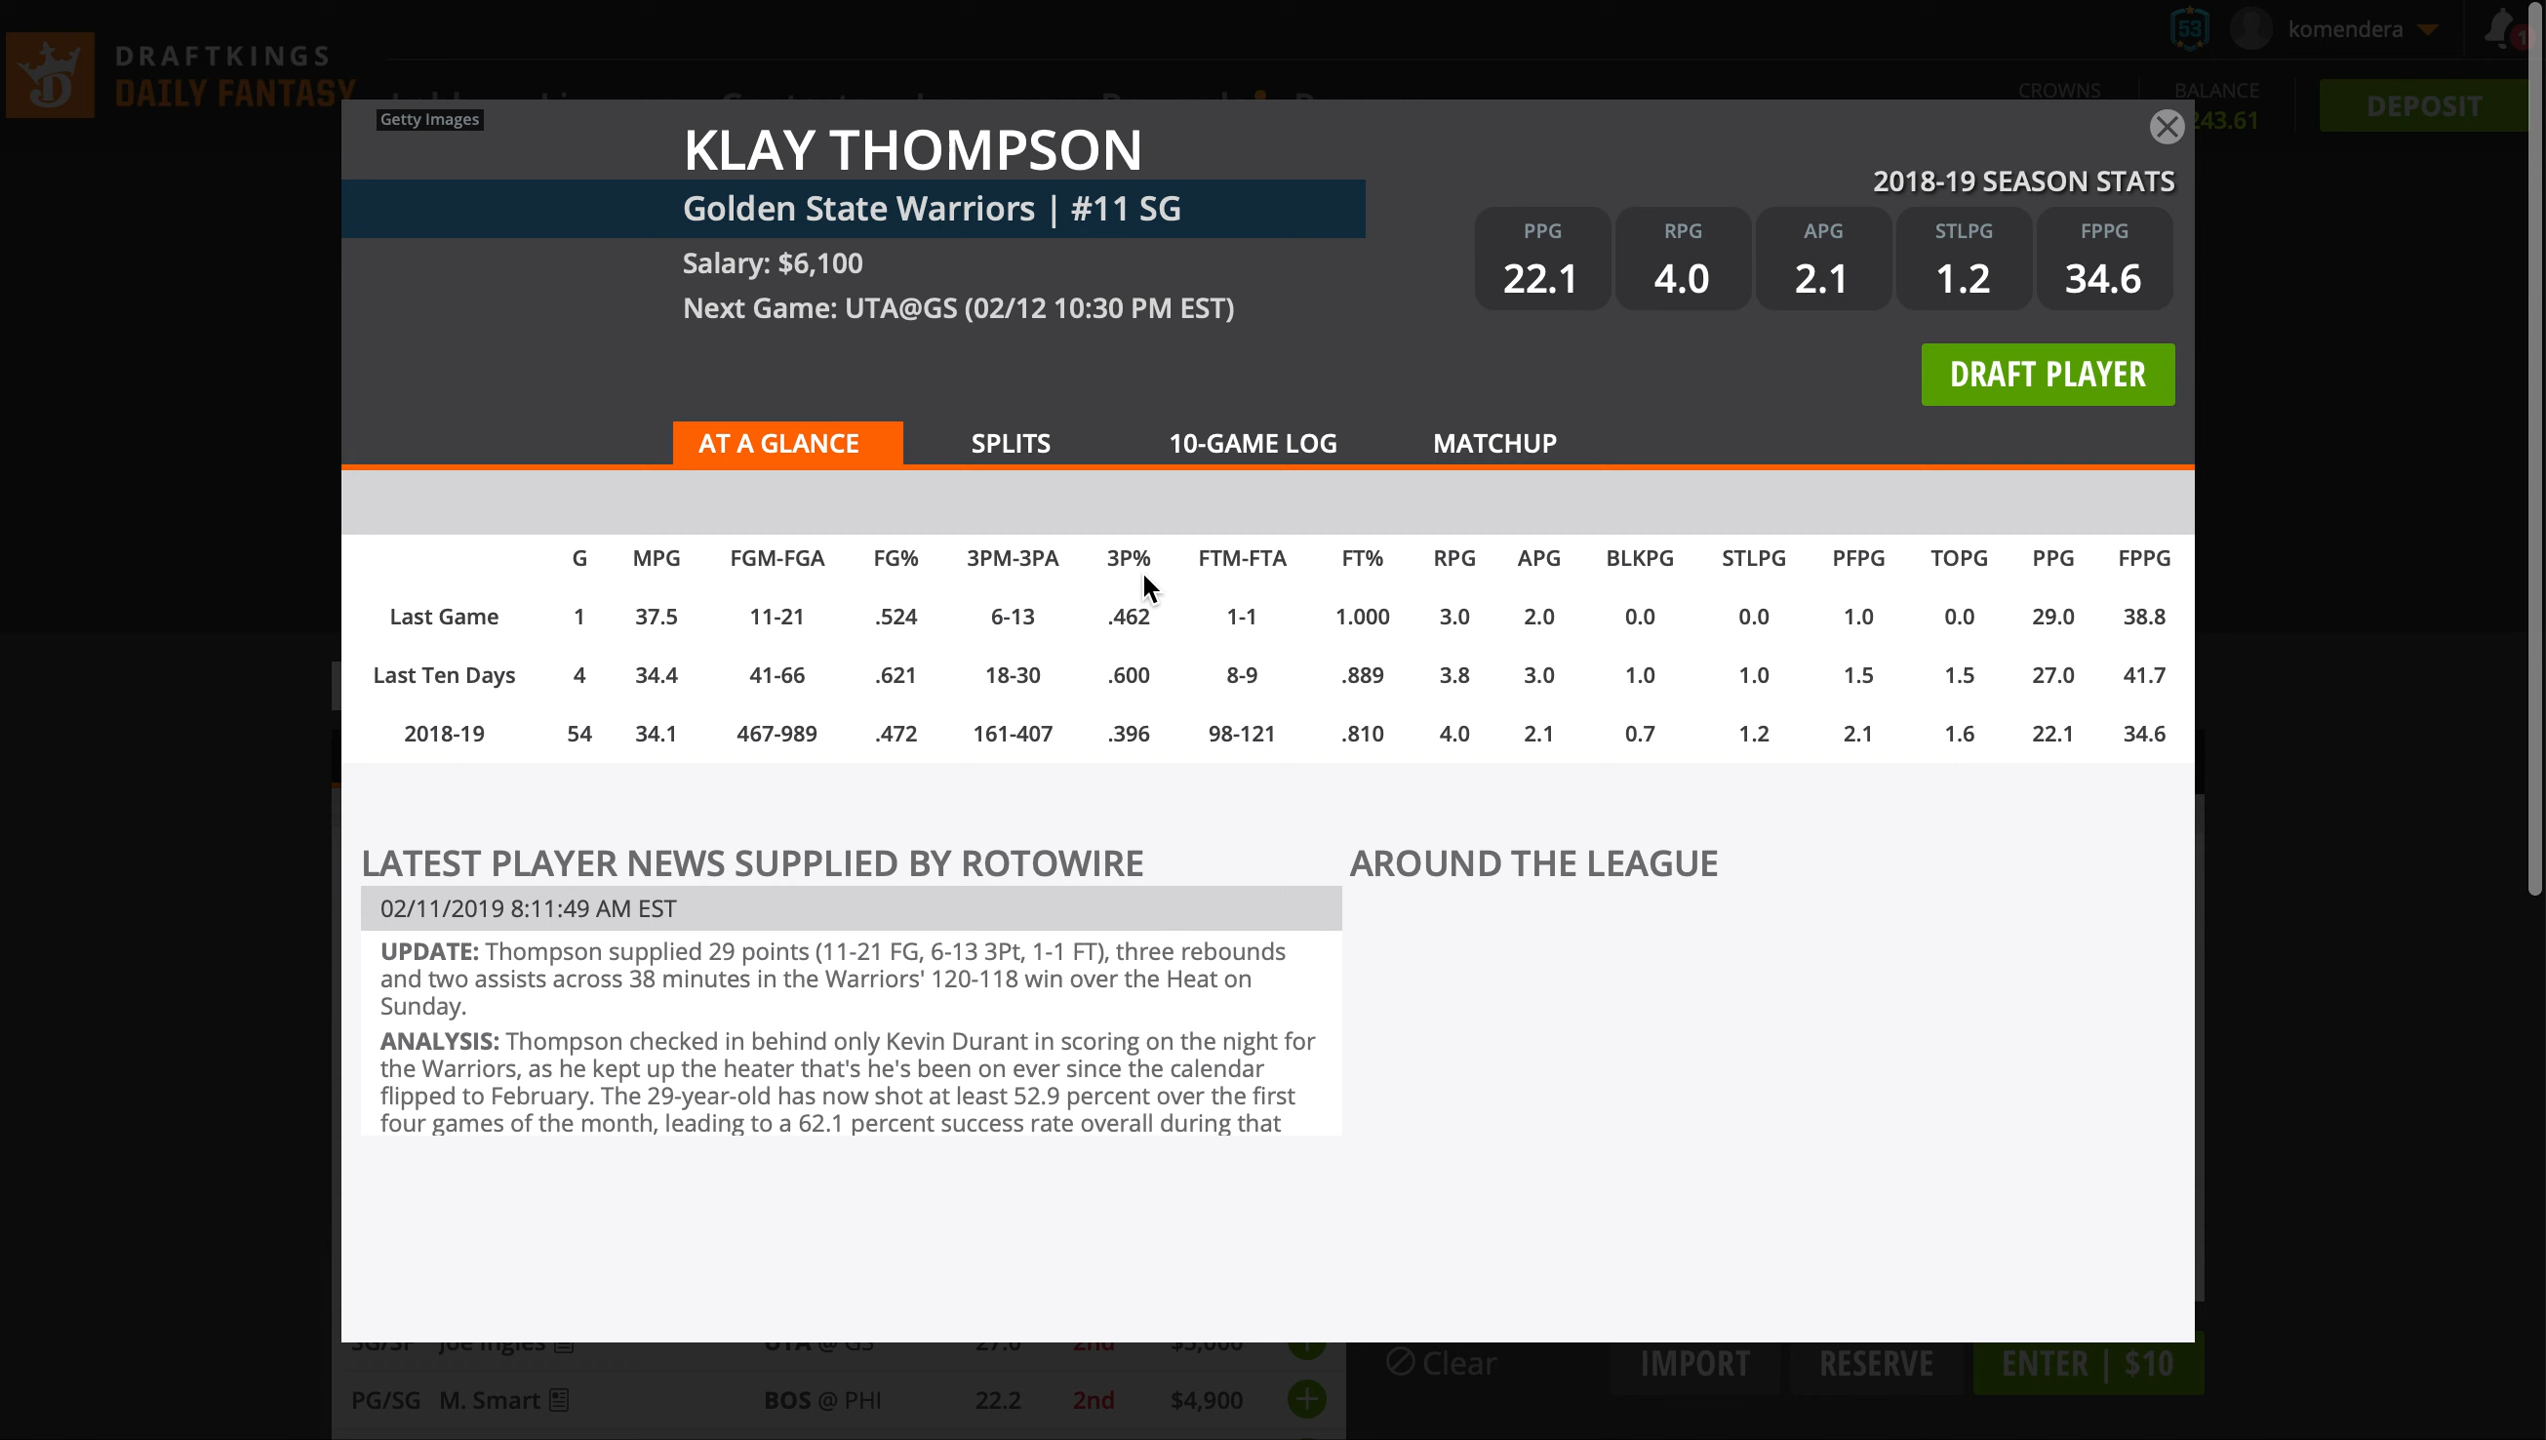 DRAFTKINGS
DAILY FANTASY
53
komendera
1
CROWNS
BALANCE
243.61
DEPOSIT
Getty Images
KLAY THOMPSON
Golden State Warriors | #11 SG
Salary: $6,100
Next Game: UTA@GS (02/12 10:30 PM EST)
2018-19 SEASON STATS
PPG RPG APG STLPG FPPG
22.1 4.0 2.1 1.2 34.6
DRAFT PLAYER
AT A GLANCE SPLITS 10-GAME LOG MATCHUP
G MPG FGM-FGA FG% 3PM-3PA 3P% FTM-FTA FT% RPG APG BLKPG STLPG PFPG TOPG PPG FPPG
Last Game 1 37.5 11-21 .524 6-13 .462 1-1 1.000 3.0 2.0 0.0 0.0 1.0 0.0 29.0 38.8
Last Ten Days 4 34.4 41-66 .621 18-30 .600 8-9 .889 3.8 3.0 1.0 1.0 1.5 1.5 27.0 41.7
2018-19 54 34.1 467-989 .472 161-407 .396 98-121 .810 4.0 2.1 0.7 1.2 2.1 1.6 22.1 34.6
LATEST PLAYER NEWS SUPPLIED BY ROTOWIRE
02/11/2019 8:11:49 AM EST
UPDATE: Thompson supplied 29 points (11-21 FG, 6-13 3Pt, 1-1 FT), three rebounds
and two assists across 38 minutes in the Warriors' 120-118 win over the Heat on
Sunday.
ANALYSIS: Thompson checked in behind only Kevin Durant in scoring on the night for
the Warriors, as he kept up the heater that's he's been on ever since the calendar
flipped to February. The 29-year-old has now shot at least 52.9 percent over the first
four games of the month, leading to a 62.1 percent success rate overall during that
AROUND THE LEAGUE
SG/SF Joe Ingles UTA @ GS 2nd
PG/SG M. Smart BOS @ PHI 22.2 2nd $4,900
Clear IMPORT RESERVE ENTER | $10